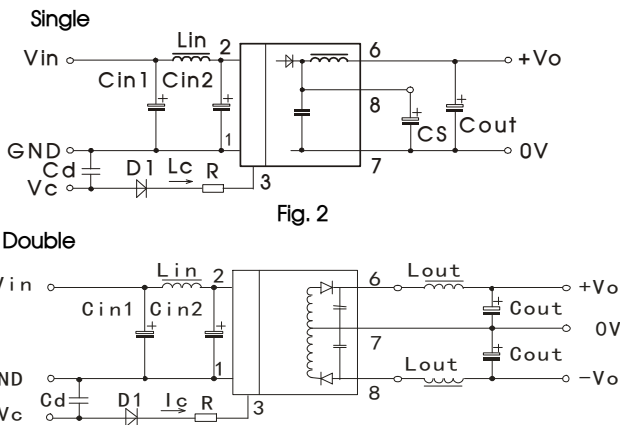 Single
Vin
Lin
2
6
+Vo
Cin1
Cin2
8
CS
Cout
GND
1
7
0V
Cd
D1
Lc
R
Vc
3
Fig. 2
Double
Vin
Lin
2
6
Lout
+Vo
Cin1
Cin2
Cout
7
0V
Cout
ND
1
Lout
8
-Vo
Cd
D1
Ic
R
Vc
3